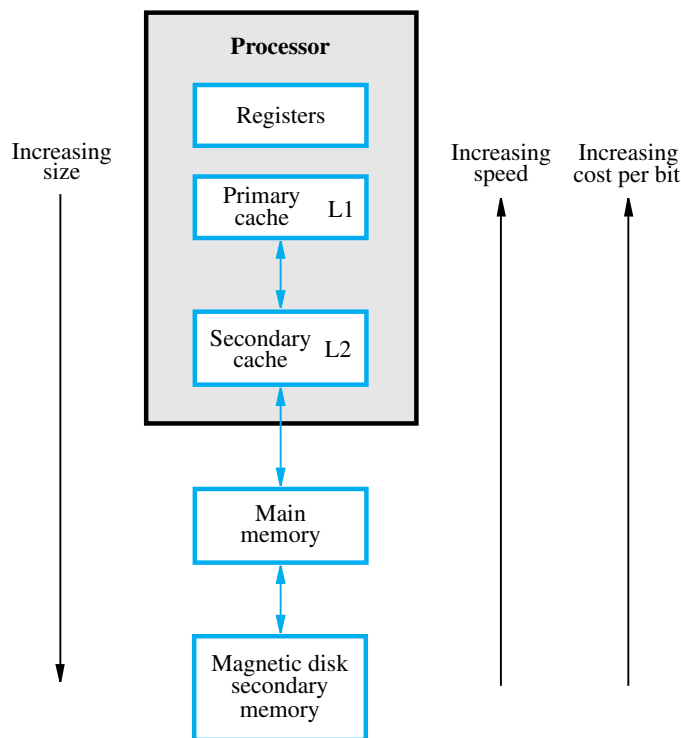 Processor
Registers
Increasing
size
Increasing
speed
Increasing
cost per bit
Primary
cache L1
Secondary
cache L2
Main
memory
Magnetic disk
secondary
memory